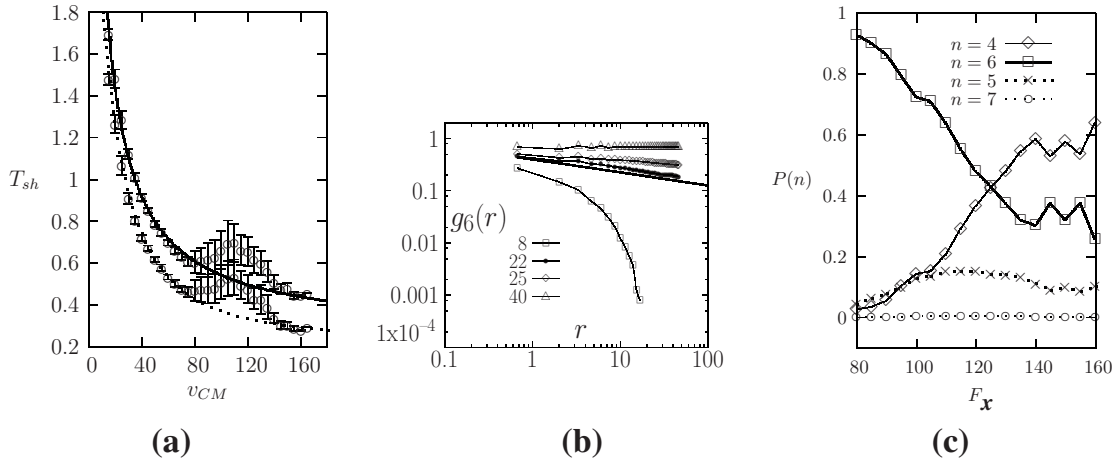 1.8
1.6
1.4
1.2
1
0.8
0.6
0.4
0.2
T_sh
0 40 80 120 160
v_CM
(a)
1
0.1
0.01
0.001
1x10^-4
g_6(r)
8
22
25
40
r
0.1 1 10 100
(b)
1
0.8
0.6
0.4
0.2
0
P(n)
n = 4
n = 6
n = 5
n = 7
80 100 120 140 160
F_x
(c)